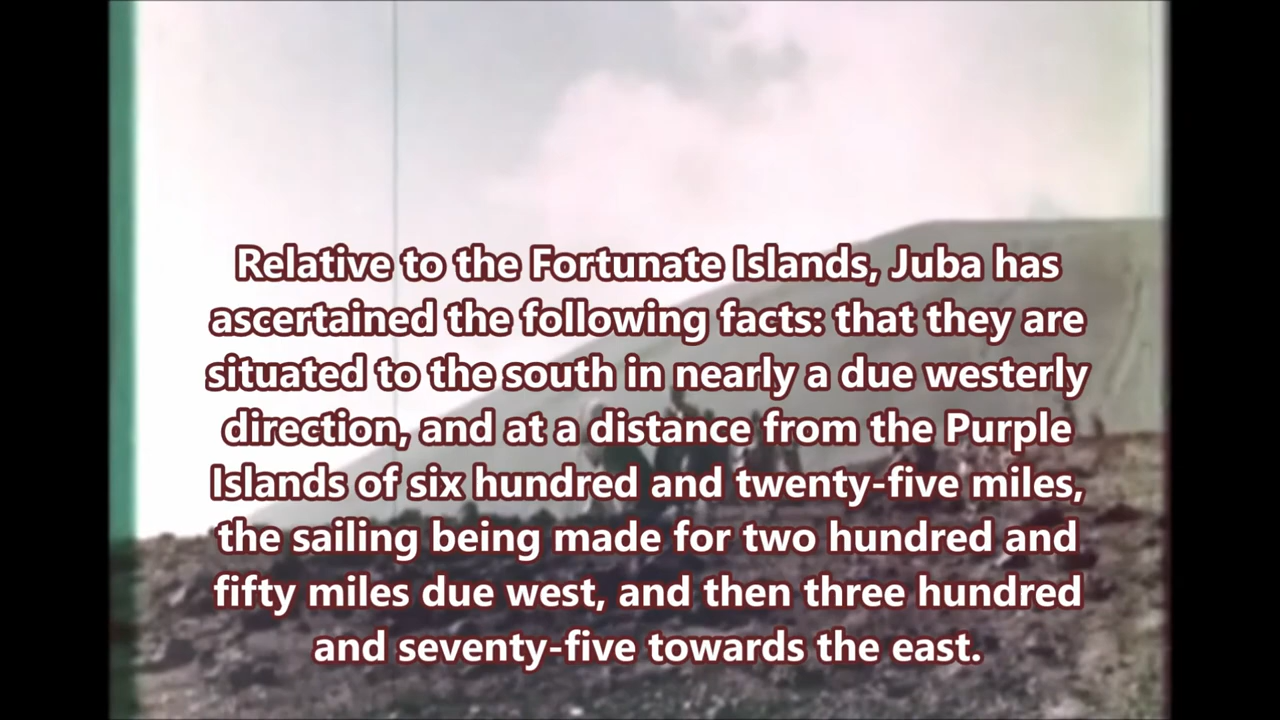 Relative to the Fortunate Islands, Juba has
ascertained the following facts: that they are
situated to the south in nearly a due westerly
direction, and at a distance from the Purple
Islands of six hundred and twenty-five miles,
the sailing being made for two hundred and
fifty miles due west, and then three hundred
and seventy-five towards the east.